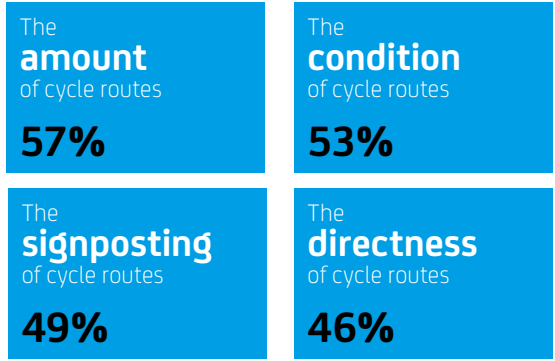 The
amount
of cycle routes
57%
The
condition
of cycle routes
53%
The
signposting
of cycle routes
49%
The
directness
of cycle routes
46%